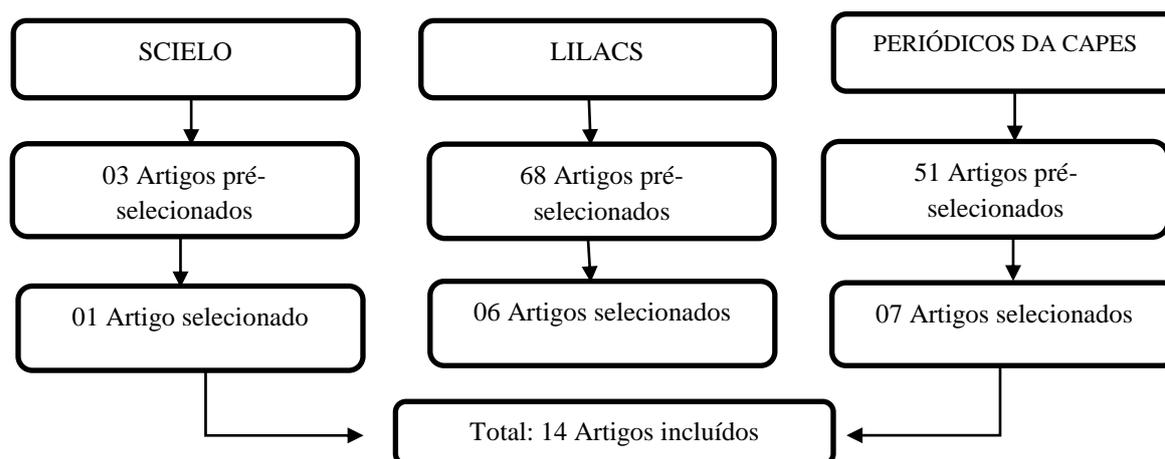 SCIELO
LILACS
PERIÓDICOS DA CAPES
03 Artigos pré-
selecionados
68 Artigos pré-
selecionados
51 Artigos pré-
selecionados
01 Artigo selecionado
06 Artigos selecionados
07 Artigos selecionados
Total: 14 Artigos incluídos